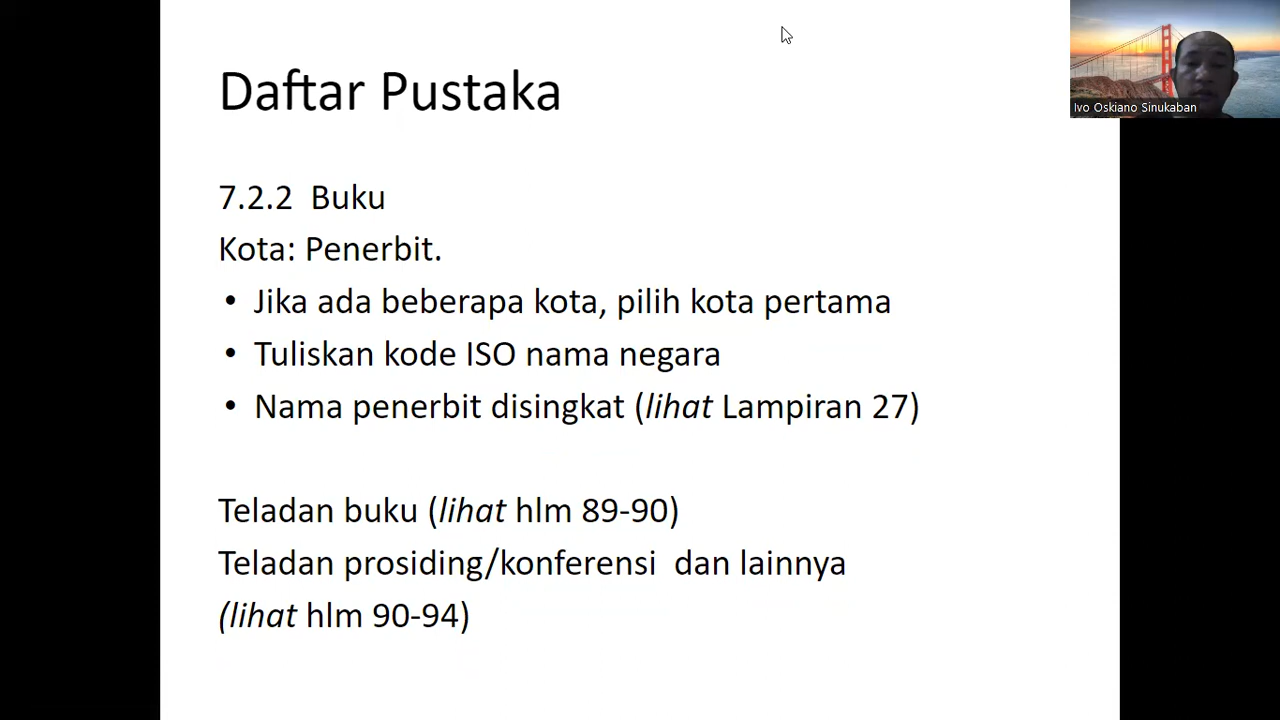 Daftar Pustaka
Ivo Oskiano Sinukaban
7.2.2  Buku
Kota: Penerbit.
• Jika ada beberapa kota, pilih kota pertama
• Tuliskan kode ISO nama negara
• Nama penerbit disingkat (lihat Lampiran 27)
Teladan buku (lihat hlm 89-90)
Teladan prosiding/konferensi  dan lainnya
(lihat hlm 90-94)